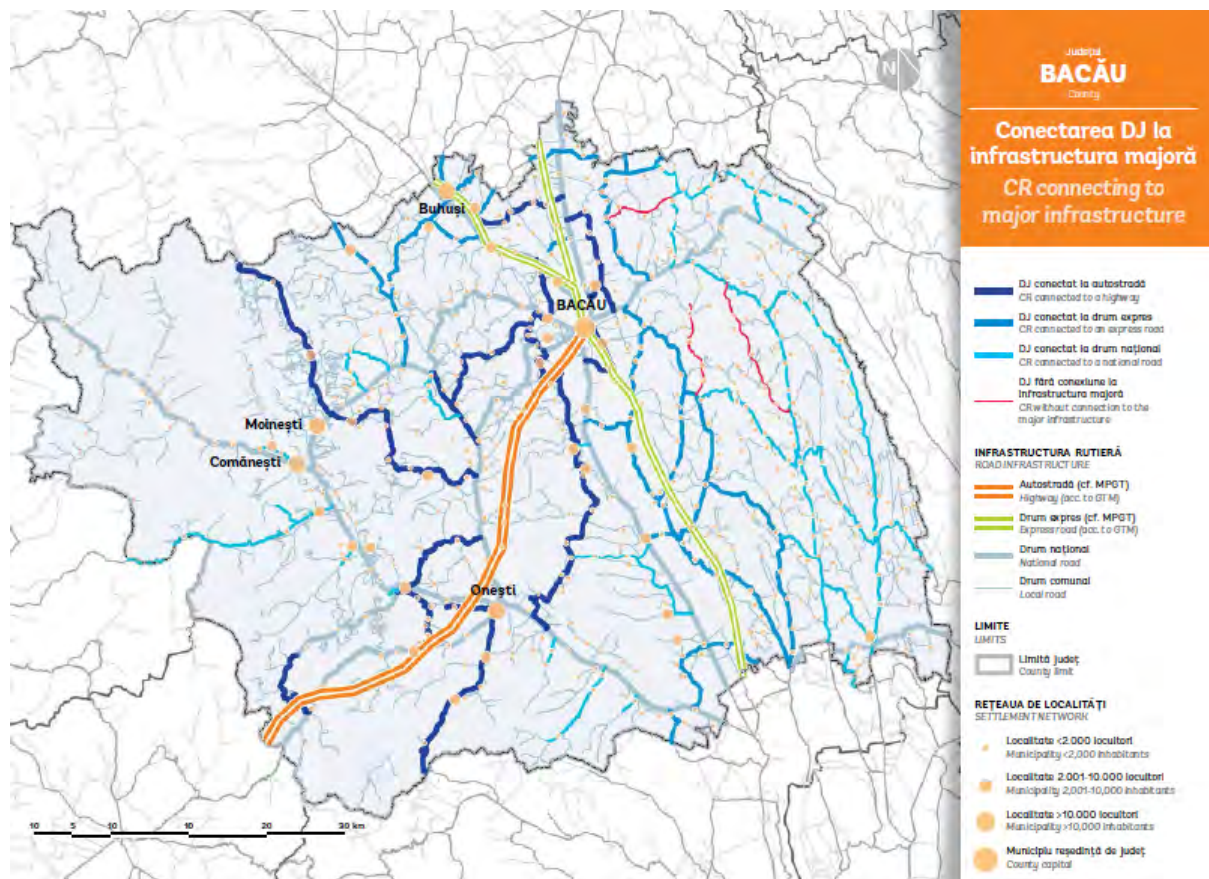 Județul
BACĂU
County
Conectarea DJ la
infrastructura majoră
CR connecting to
major infrastructure
N
Buhuși
BACĂU
Moinești
Comănești
Onești
10 5 10 10 20 30 km
DJ conectat la autostradă
CR connected to a highway
DJ conectat la drum expres
CR connected to an express road
DJ conectat la drum național
CR connected to a national road
DJ fără conexiune la
infrastructura majoră
CR without connection to the
major infrastructure
INFRASTRUCTURA RUTIERĂ
ROAD INFRASTRUCTURE
Autostradă (cf. MPGT)
Highway (acc. to GTM)
Drum expres (cf. MPGT)
Express road (acc. to GTM)
Drum național
National road
Drum comunal
Local road
LIMITE
LIMITS
Limită județ
County limit
REȚEAUA DE LOCALITĂȚI
SETTLEMENT NETWORK
Localitate <2.000 locuitori
Municipality <2,000 inhabitants
Localitate 2.001-10.000 locuitori
Municipality 2,001-10,000 inhabitants
Localitate >10.000 locuitori
Municipality >10,000 inhabitants
Municipiu reședință de județ
County capital